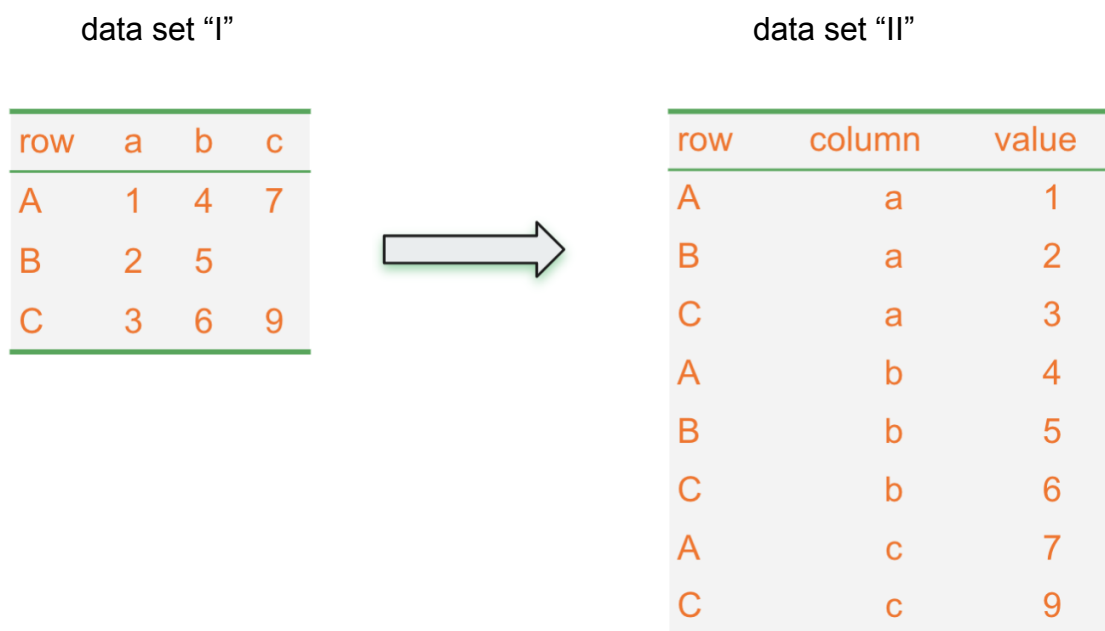 data set “I”
data set “II”
row a b c
A 1 4 7
B 2 5
C 3 6 9
row column value
A a 1
B a 2
C a 3
A b 4
B b 5
C b 6
A c 7
C c 9